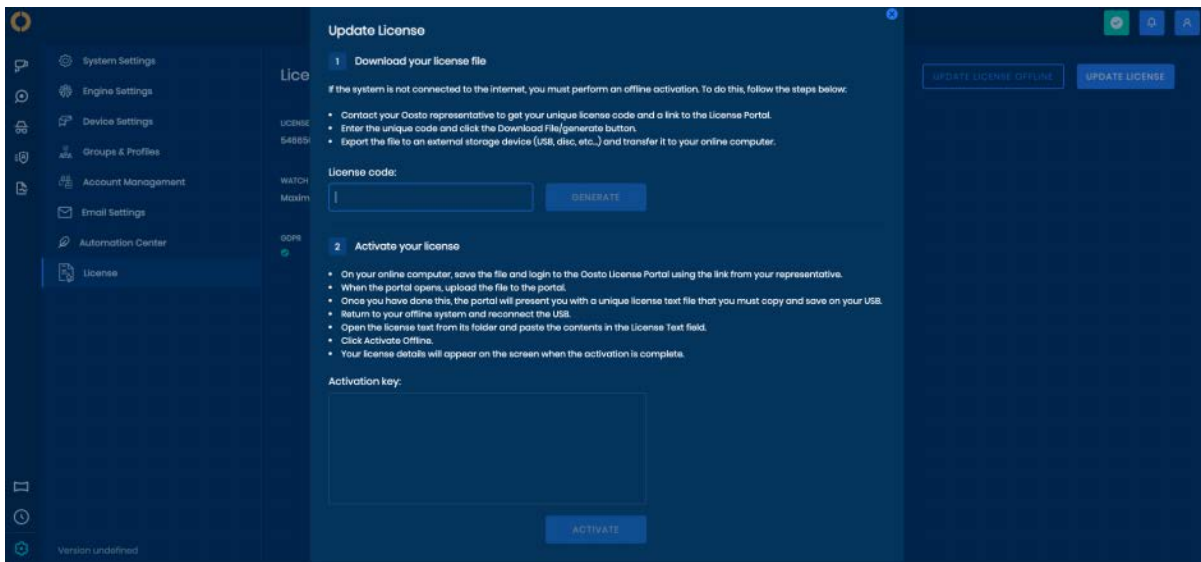 Update License
1 Download your license file
If the system is not connected to the internet, you must perform an offline activation. To do this, follow the steps below:
• Contact your Oosto representative to get your unique license code and a link to the License Portal.
• Enter the unique code and click the Download File/generate button.
• Export the file to an external storage device (USB, disc, etc...) and transfer it to your online computer.
License code:
GENERATE
2 Activate your license
• On your online computer, save the file and login to the Oosto License Portal using the link from your representative.
• When the portal opens, upload the file to the portal.
• Once you have done this, the portal will present you with a unique license text file that you must copy and save on your USB.
• Return to your offline system and reconnect the USB.
• Open the license text from its folder and paste the contents in the License Text field.
• Click Activate Offline.
• Your license details will appear on the screen when the activation is complete.
Activation key:
ACTIVATE
System Settings
Engine Settings
Device Settings
Groups & Profiles
Account Management
Email Settings
Automation Center
License
Version undefined
Lice
LICENSE
WATCH
Maxim
GDPR
UPDATE LICENSE OFFLINE
UPDATE LICENSE